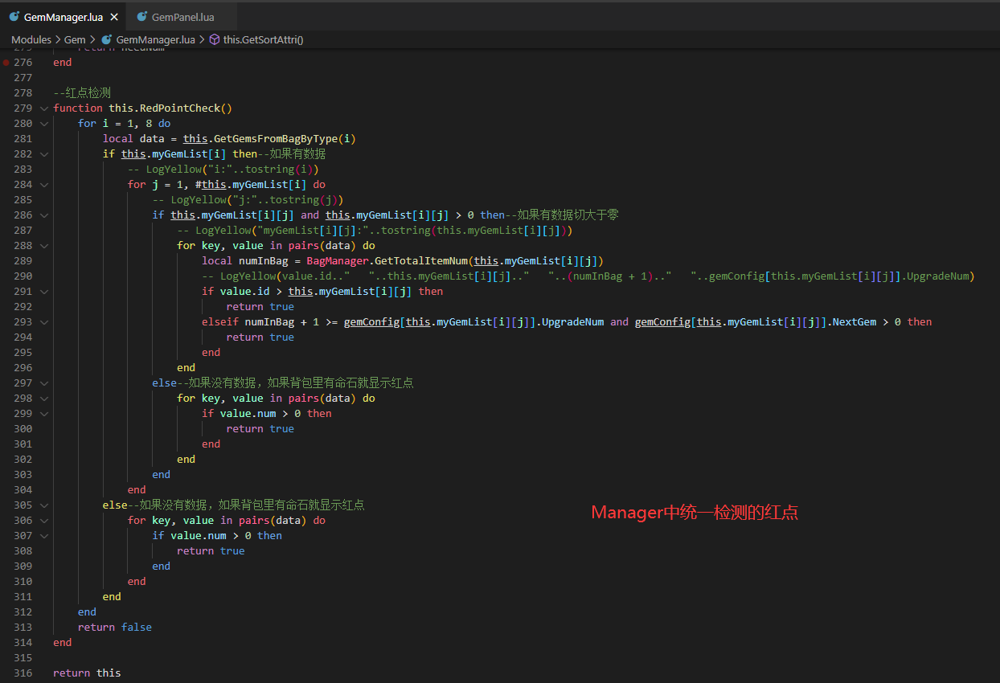 GemManager.lua
GemPanel.lua
Modules > Gem > GemManager.lua > this.GetSortAttri()
275 return needNum
276 end
277
278 --红点检测
279 function this.RedPointCheck()
280 for i = 1, 8 do
281 local data = this.GetGemsFromBagByType(i)
282 if this.myGemList[i] then--如果有数据
283 -- LogYellow("i:"..tostring(i))
284 for j = 1, #this.myGemList[i] do
285 -- LogYellow("j:"..tostring(j))
286 if this.myGemList[i][j] and this.myGemList[i][j] > 0 then--如果有数据切大于零
287 -- LogYellow("myGemList[i][j]:"..tostring(this.myGemList[i][j]))
288 for key, value in pairs(data) do
289 local numInBag = BagManager.GetTotalItemNum(this.myGemList[i][j])
290 -- LogYellow(value.id.."   "..this.myGemList[i][j].."   "..(numInBag + 1).."   "..gemConfig[this.myGemList[i][j]].UpgradeNum)
291 if value.id > this.myGemList[i][j] then
292 return true
293 elseif numInBag + 1 >= gemConfig[this.myGemList[i][j]].UpgradeNum and gemConfig[this.myGemList[i][j]].NextGem > 0 then
294 return true
295 end
296 end
297 else--如果没有数据，如果背包里有命石就显示红点
298 for key, value in pairs(data) do
299 if value.num > 0 then
300 return true
301 end
302 end
303 end
304 end
305 else--如果没有数据，如果背包里有命石就显示红点
306 for key, value in pairs(data) do
307 if value.num > 0 then
308 return true
309 end
310 end
311 end
312 end
313 return false
314 end
315
316 return this
Manager中统一检测的红点